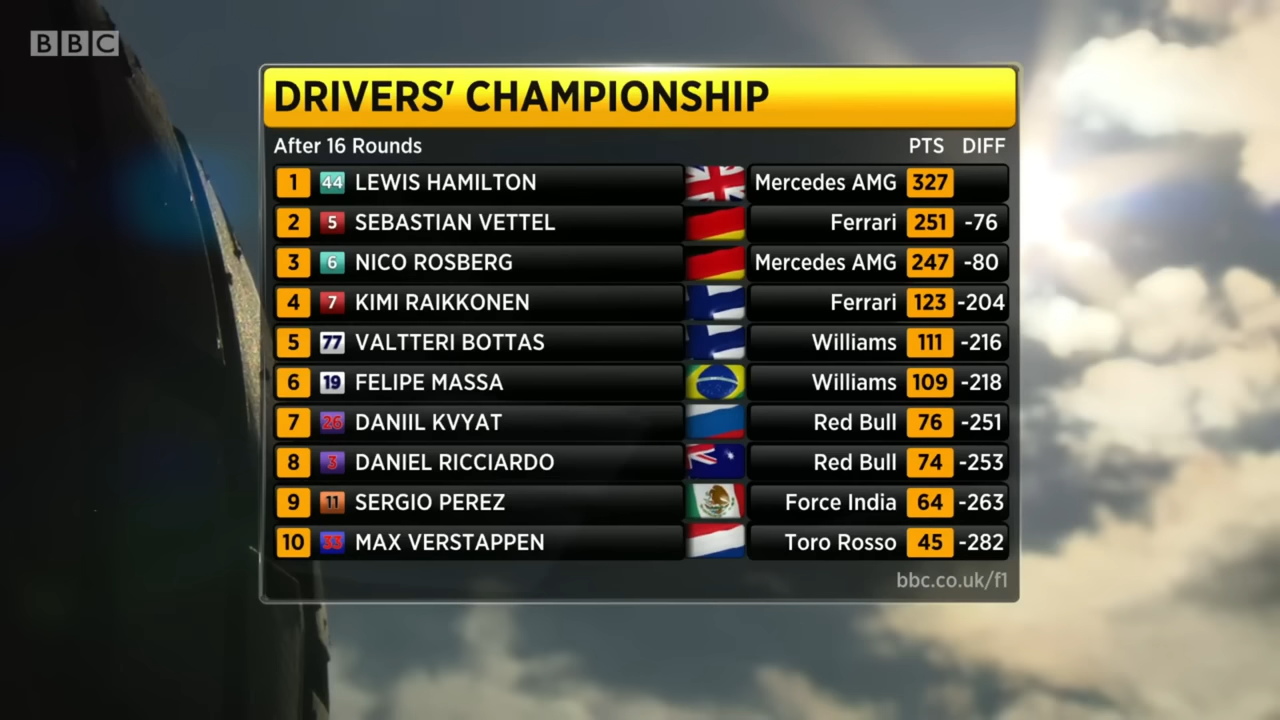 BBC
DRIVERS' CHAMPIONSHIP
After 16 Rounds PTS DIFF
1 44 LEWIS HAMILTON Mercedes AMG 327
2 5 SEBASTIAN VETTEL Ferrari 251 -76
3 6 NICO ROSBERG Mercedes AMG 247 -80
4 7 KIMI RAIKKONEN Ferrari 123 -204
5 77 VALTTERI BOTTAS Williams 111 -216
6 19 FELIPE MASSA Williams 109 -218
7 26 DANIIL KVYAT Red Bull 76 -251
8 3 DANIEL RICCIARDO Red Bull 74 -253
9 11 SERGIO PEREZ Force India 64 -263
10 33 MAX VERSTAPPEN Toro Rosso 45 -282
bbc.co.uk/f1